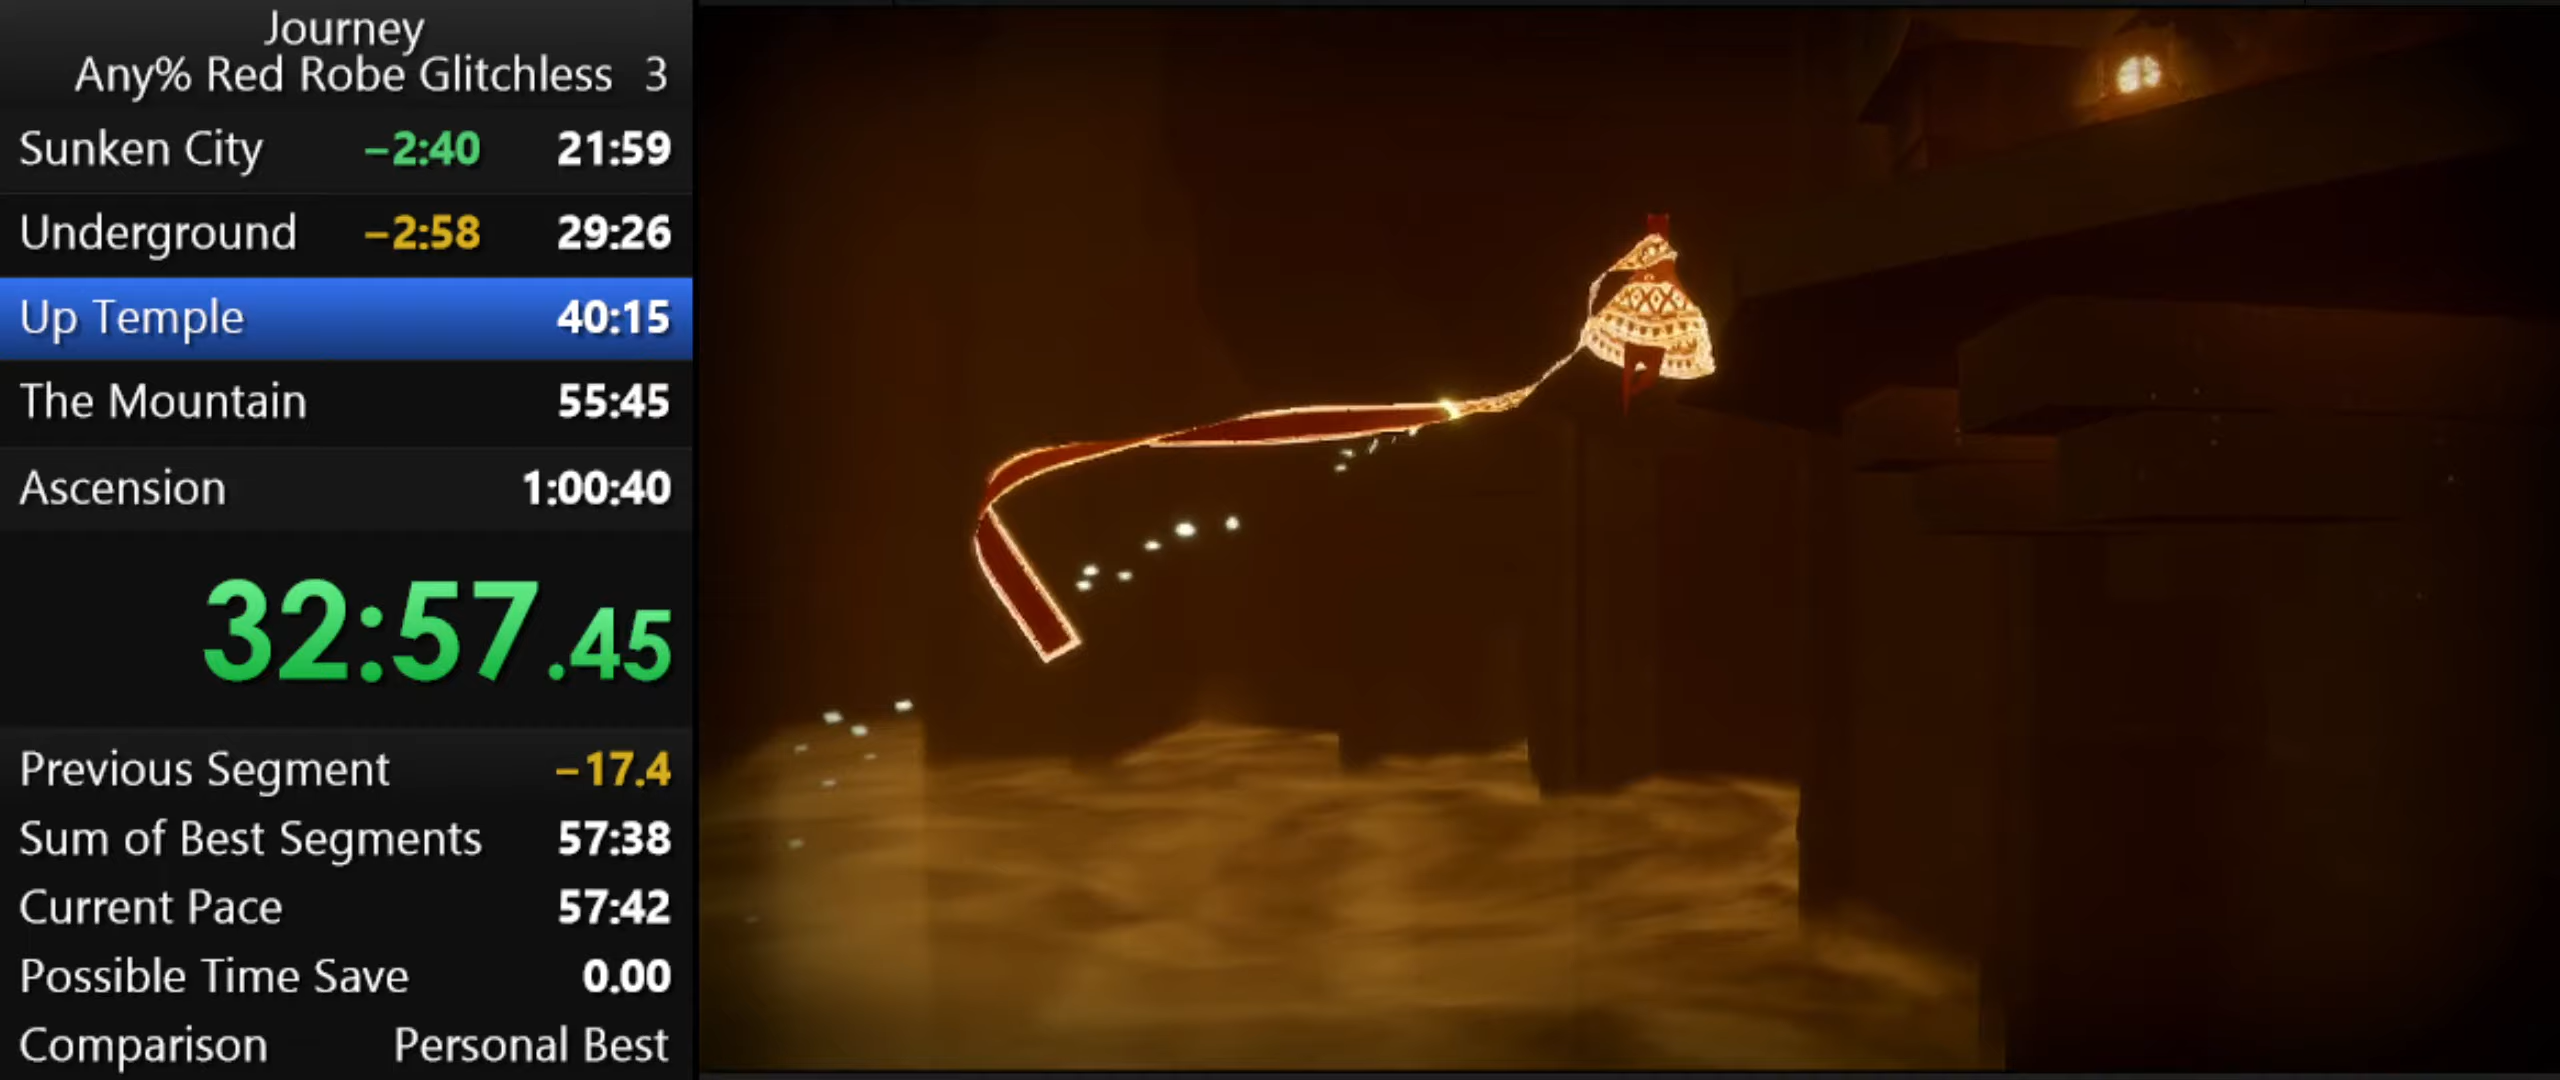 Journey
Any% Red Robe Glitchless 3
Sunken City −2:40 21:59
Underground −2:58 29:26
Up Temple 40:15
The Mountain 55:45
Ascension 1:00:40
32:57.45
Previous Segment −17.4
Sum of Best Segments 57:38
Current Pace 57:42
Possible Time Save 0.00
Comparison Personal Best